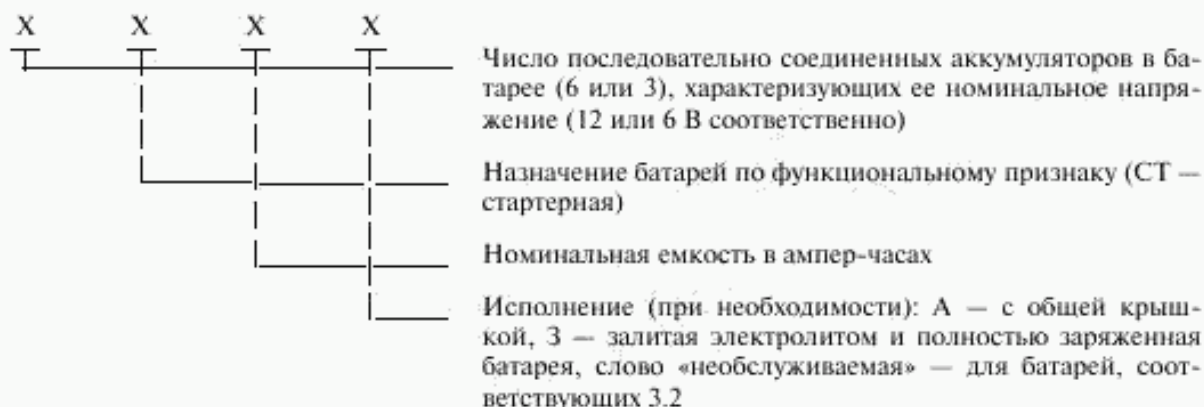 X X X X
Число последовательно соединенных аккумуляторов в ба-
тарее (6 или 3), характеризующих ее номинальное напря-
жение (12 или 6 В соответственно)
Назначение батарей по функциональному признаку (СТ —
стартерная)
Номинальная емкость в ампер-часах
Исполнение (при необходимости): А — с общей крыш-
кой, З — залитая электролитом и полностью заряженная
батарея, слово «необслуживаемая» — для батарей, соот-
ветствующих 3.2